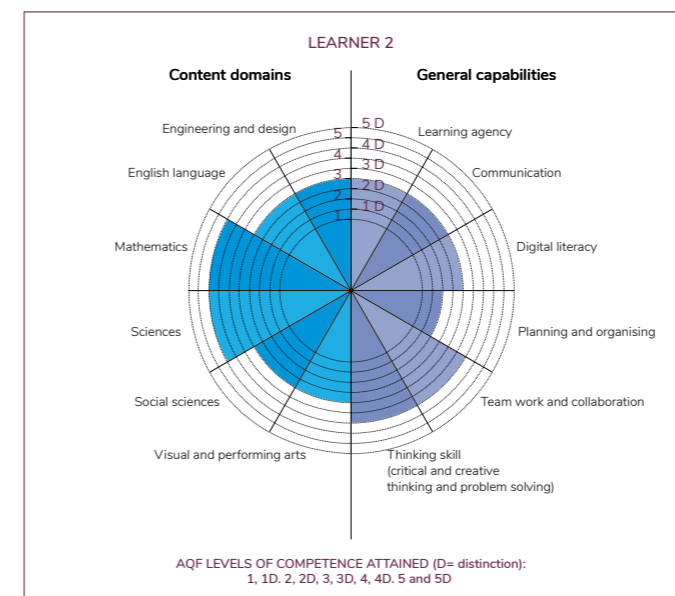 LEARNER 2
Content domains
General capabilities
Engineering and design
English language
Mathematics
Sciences
Social sciences
Visual and performing arts
5
4
3
2
1
5 D
4 D
3 D
2 D
1 D
Learning agency
Communication
Digital literacy
Planning and organising
Team work and collaboration
Thinking skill
(critical and creative
thinking and problem solving)
AQF LEVELS OF COMPETENCE ATTAINED (D= distinction):
1, 1D. 2, 2D, 3, 3D, 4, 4D. 5 and 5D